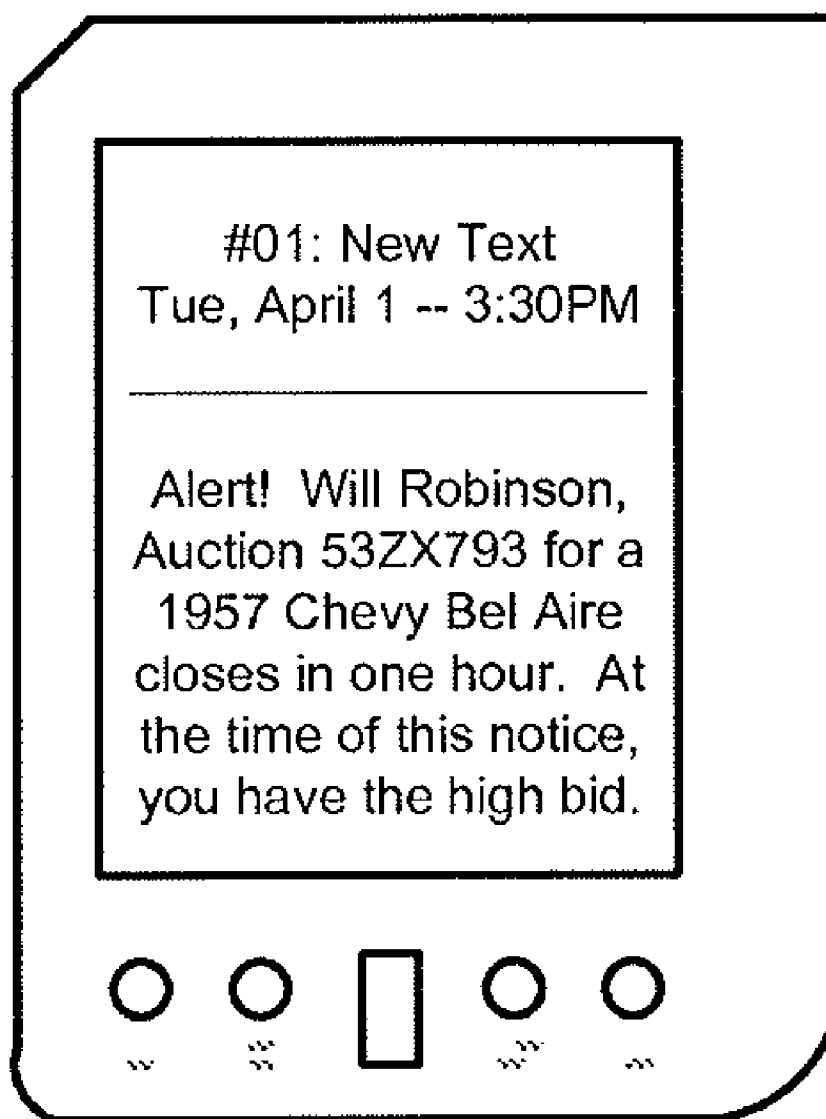 #01: New Text
Tue, April 1 -- 3:30PM
Alert!  Will Robinson,
Auction 53ZX793 for a
1957 Chevy Bel Aire
closes in one hour.  At
the time of this notice,
you have the high bid.